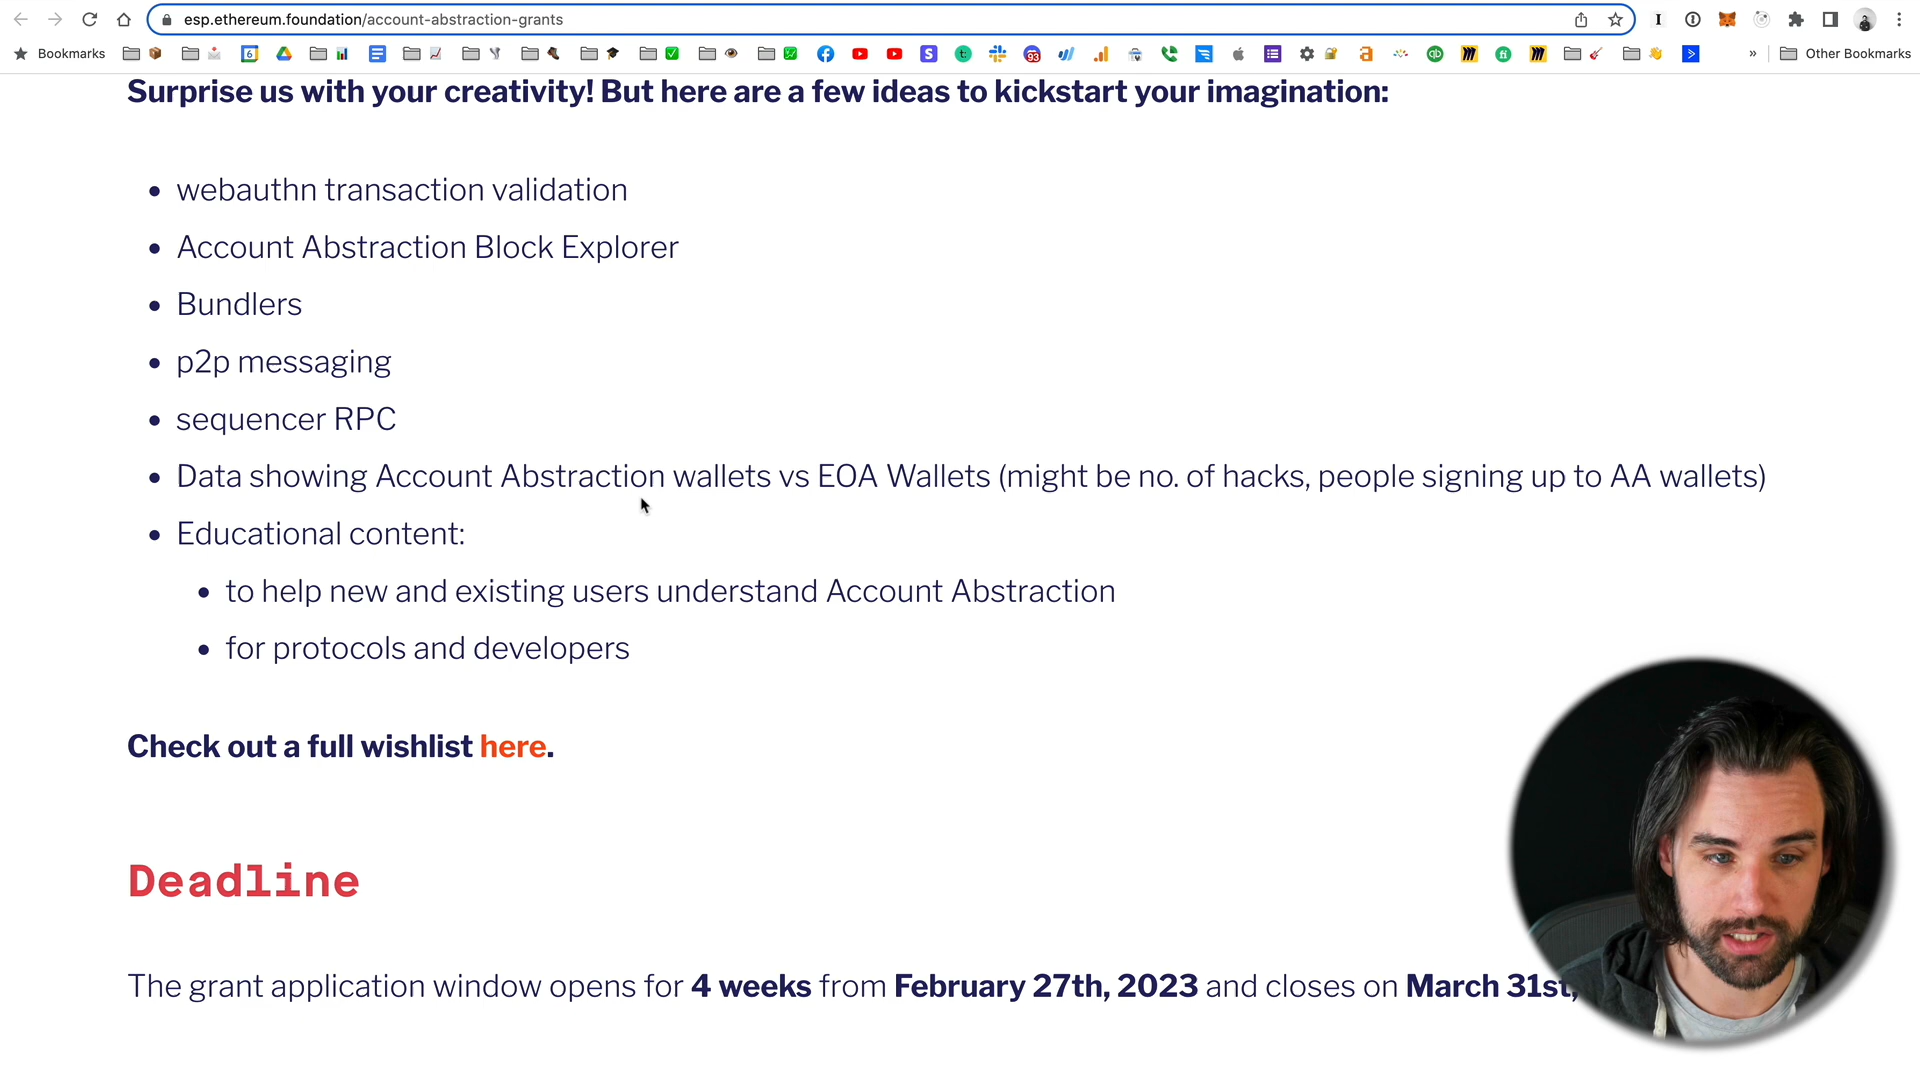 esp.ethereum.foundation/account-abstraction-grants
Bookmarks
Other Bookmarks
Surprise us with your creativity! But here are a few ideas to kickstart your imagination:
webauthn transaction validation
Account Abstraction Block Explorer
Bundlers
p2p messaging
sequencer RPC
Data showing Account Abstraction wallets vs EOA Wallets (might be no. of hacks, people signing up to AA wallets)
Educational content:
to help new and existing users understand Account Abstraction
for protocols and developers
Check out a full wishlist here.
Deadline
The grant application window opens for 4 weeks from February 27th, 2023 and closes on March 31st,